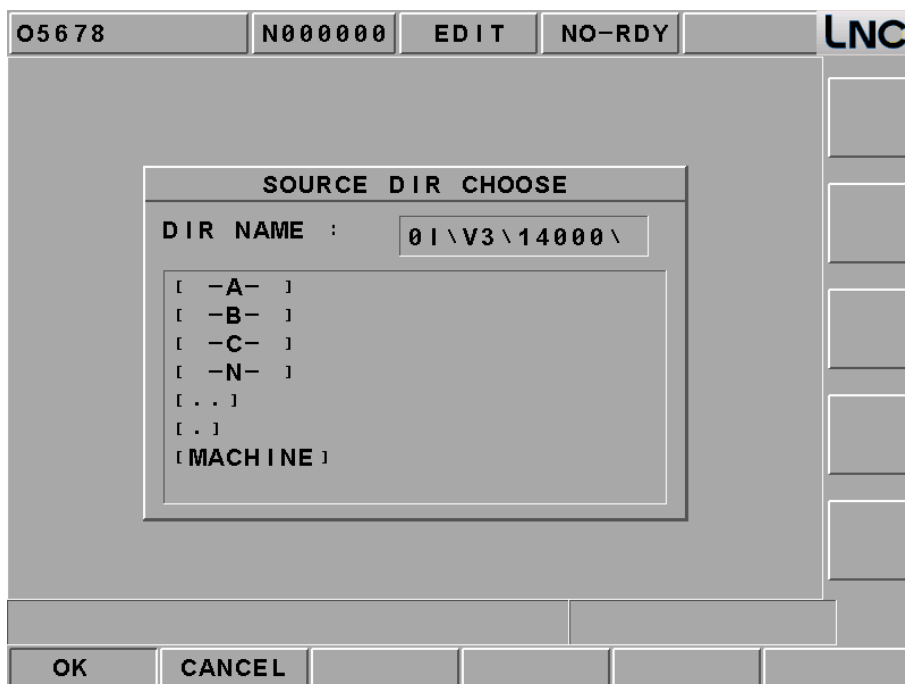 O5678 N000000 EDIT NO-RDY LNC
SOURCE DIR CHOOSE
DIR NAME : 0I\V3\14000\
[ -A- ]
[ -B- ]
[ -C- ]
[ -N- ]
[..]
[.]
[MACHINE]
OK CANCEL